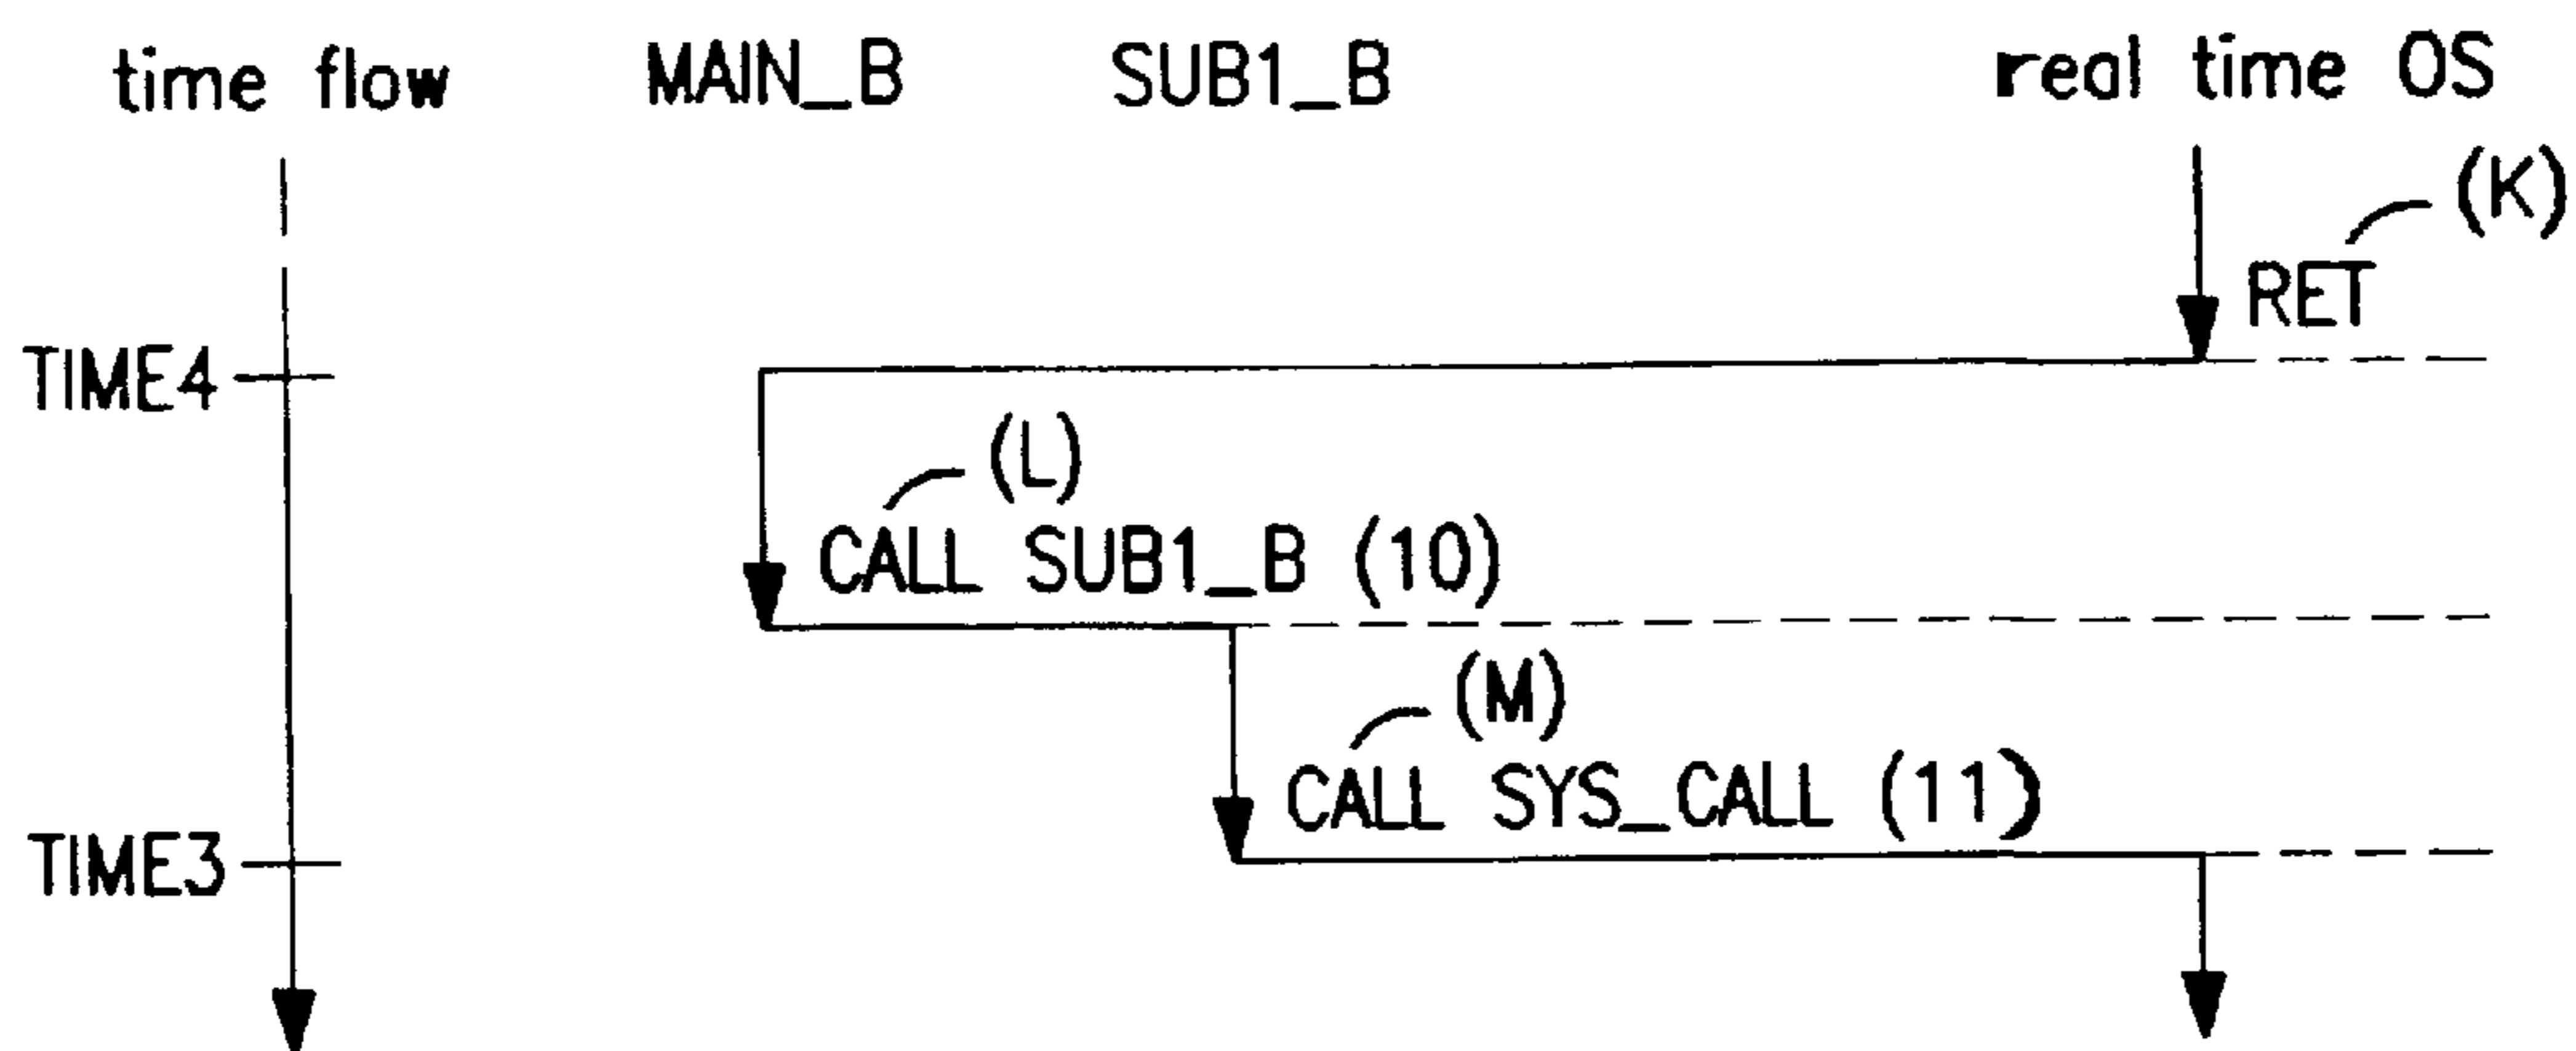 time flow MAIN_B SUB1_B real time OS
(K)
RET
TIME4
(L)
CALL SUB1_B (10)
(M)
CALL SYS_CALL (11)
TIME3